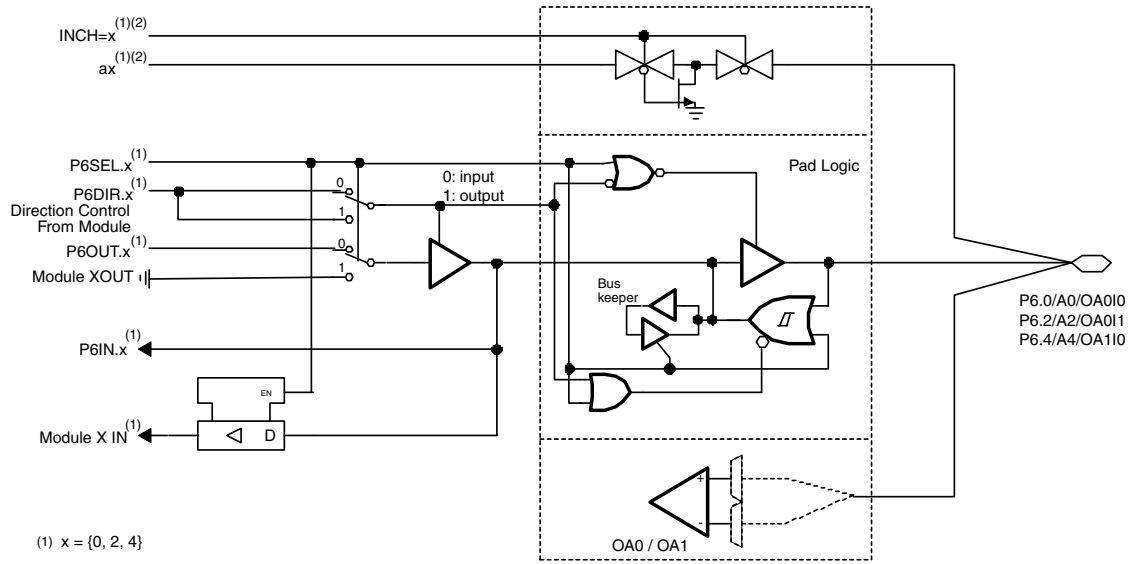 INCH=x(1)(2)
ax(1)(2)
P6SEL.x(1)
P6DIR.x(1)
Direction Control
From Module
P6OUT.x(1)
Module XOUT
P6IN.x(1)
Module X IN(1)
0
1
0
1
0: input
1: output
Pad Logic
Bus
keeper
EN
D
+
-
OA0 / OA1
P6.0/A0/OA0I0
P6.2/A2/OA0I1
P6.4/A4/OA1I0
(1) x = {0, 2, 4}